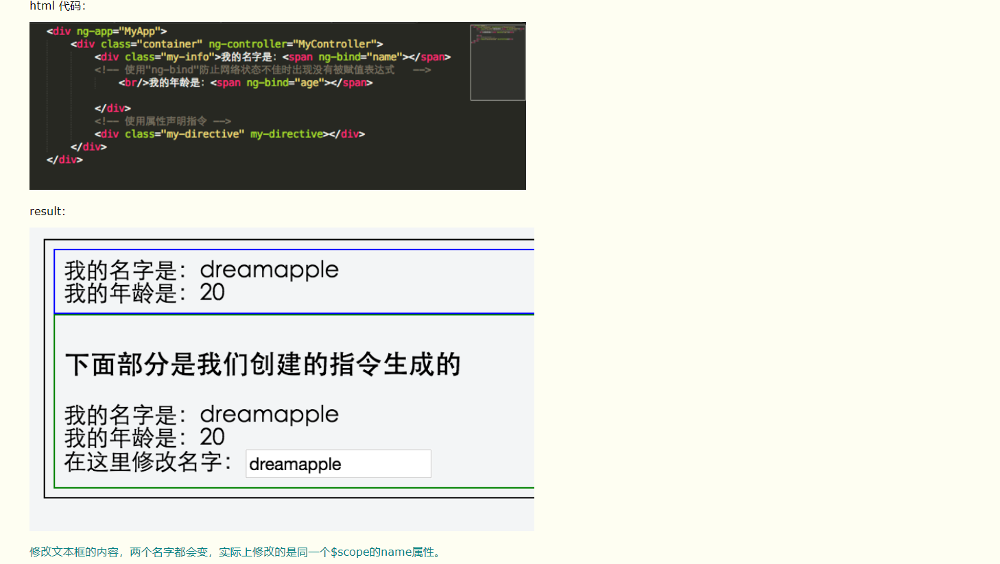 html 代码：
<div ng-app="MyApp">
<div class="container" ng-controller="MyController">
<div class="my-info">我的名字是：<span ng-bind="name"></span>
<!-- 使用"ng-bind"防止网络状态不佳时出现没有被赋值表达式   -->
<br/>我的年龄是：<span ng-bind="age"></span>
</div>
<!-- 使用属性声明指令 -->
<div class="my-directive" my-directive></div>
</div>
</div>
result：
我的名字是：dreamapple
我的年龄是：20
下面部分是我们创建的指令生成的
我的名字是：dreamapple
我的年龄是：20
在这里修改名字： dreamapple
修改文本框的内容，两个名字都会变，实际上修改的是同一个$scope的name属性。